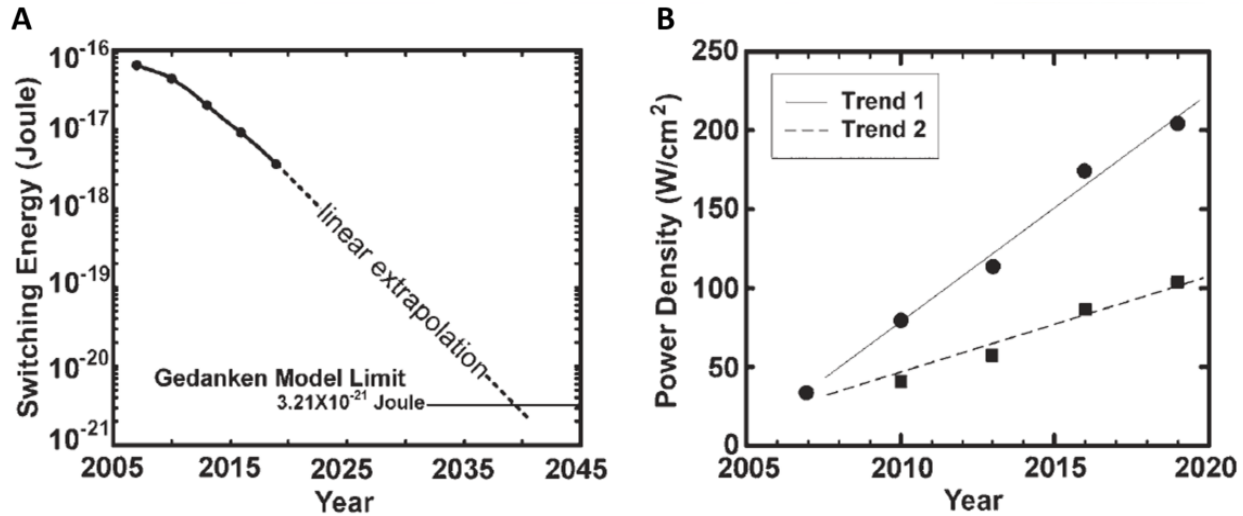 A
Switching Energy (Joule)
10⁻¹⁶
10⁻¹⁷
10⁻¹⁸
10⁻¹⁹
10⁻²⁰
10⁻²¹
linear extrapolation
Gedanken Model Limit
3.21X10⁻²¹ Joule
2005 2015 2025 2035 2045
Year
B
Power Density (W/cm²)
250
200
150
100
50
0
Trend 1
Trend 2
2005 2010 2015 2020
Year